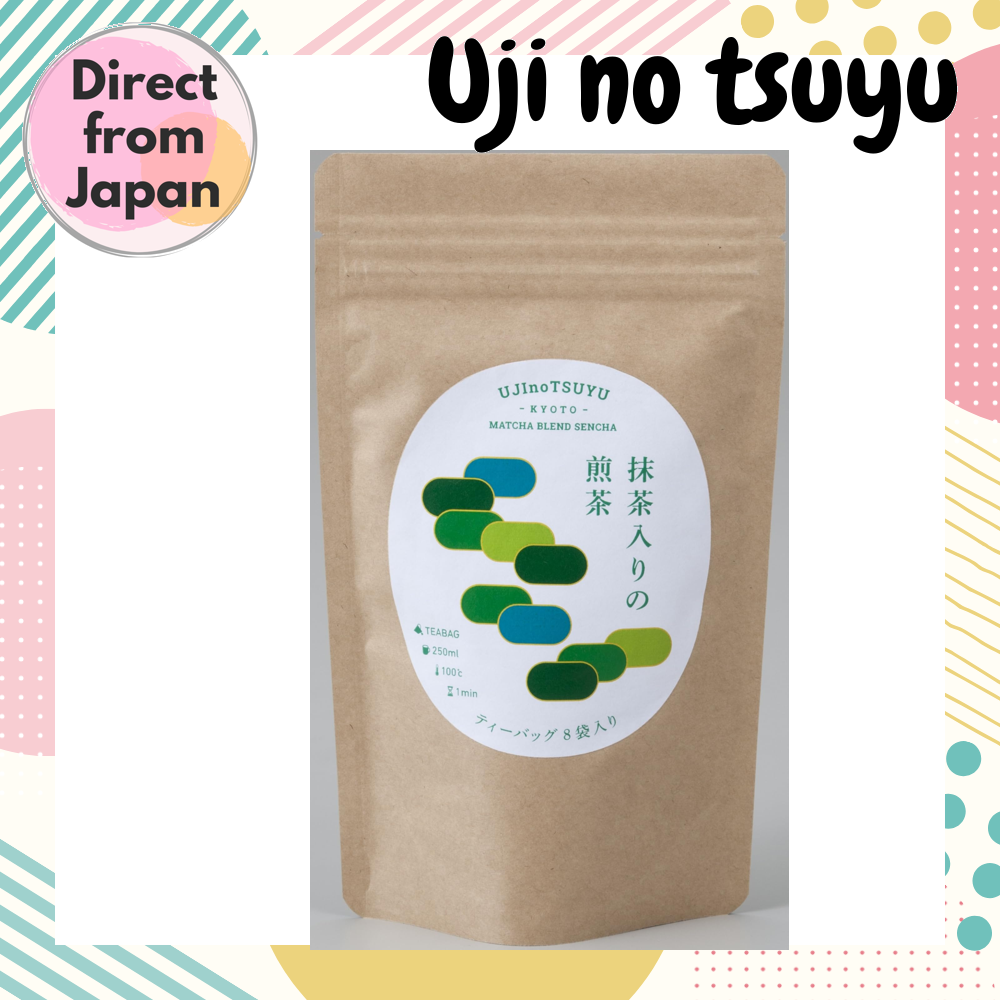 Direct
from
Japan
Uji no tsuyu
UJInoTSUYU
- KYOTO -
MATCHA BLEND SENCHA
抹茶入りの
煎茶
TEABAG
250ml
100℃
1min
ティーバッグ 8 袋入り